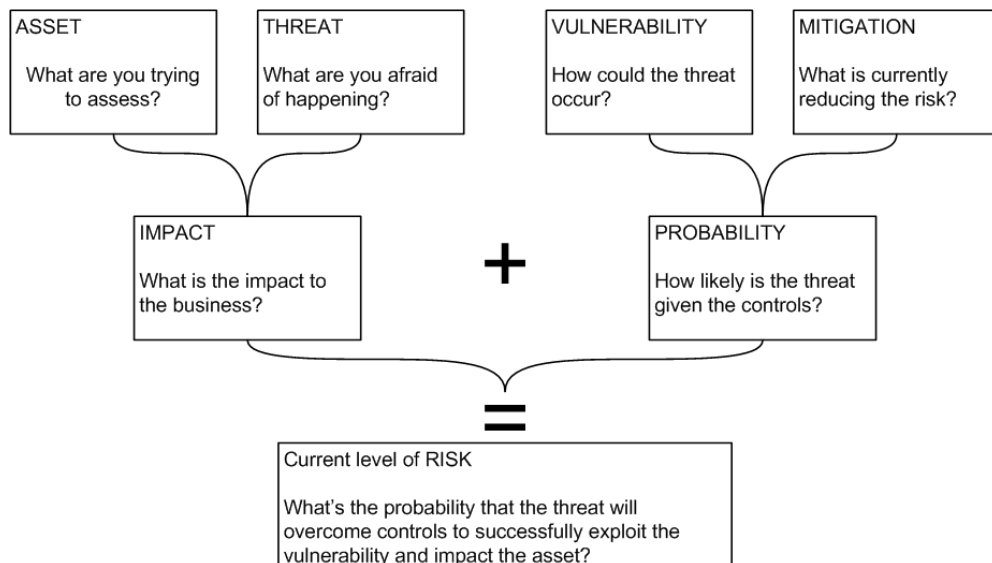 ASSET
What are you trying
to assess?
THREAT
What are you afraid
of happening?
VULNERABILITY
How could the threat
occur?
MITIGATION
What is currently
reducing the risk?
IMPACT
What is the impact to
the business?
+
PROBABILITY
How likely is the threat
given the controls?
=
Current level of RISK
What’s the probability that the threat will
overcome controls to successfully exploit the
vulnerability and impact the asset?